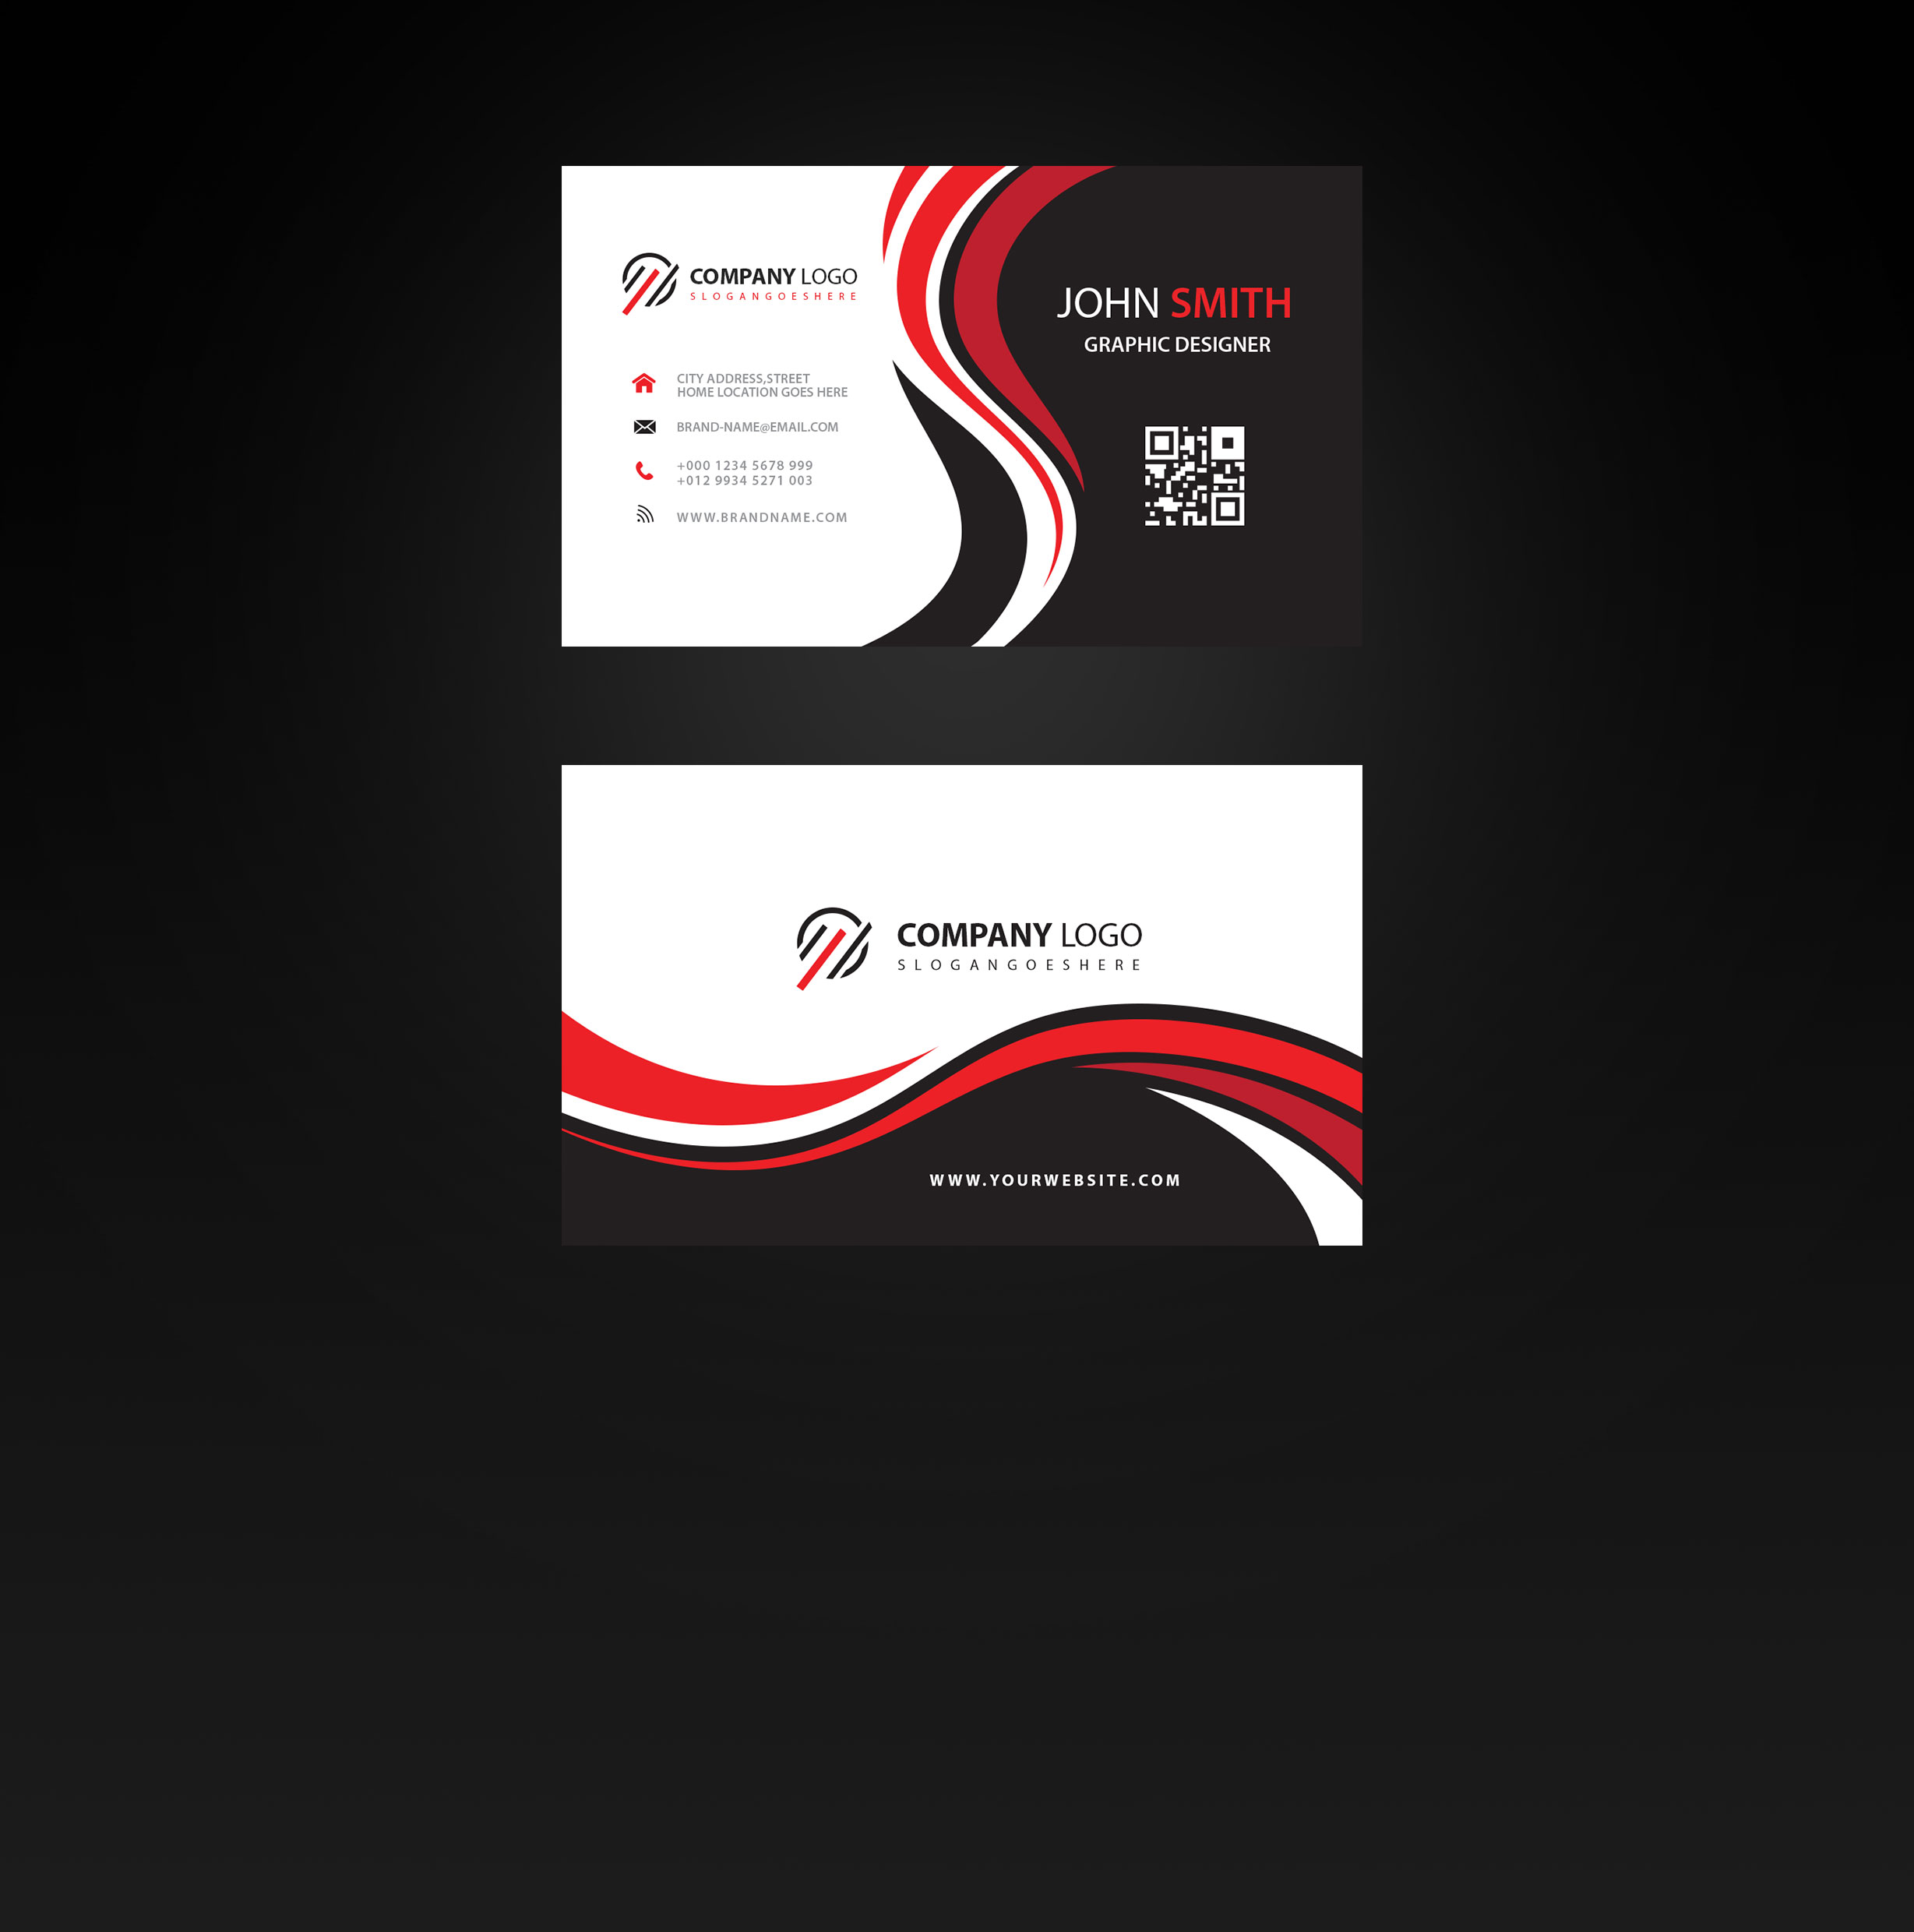 COMPANY LOGO
SLOGANGOESHERE
CITY ADDRESS,STREET
HOME LOCATION GOES HERE
BRAND-NAME@EMAIL.COM
+000 1234 5678 999
+012 9934 5271 003
WWW.BRANDNAME.COM
JOHN SMITH
GRAPHIC DESIGNER
COMPANY LOGO
SLOGANGOESHERE
WWW.YOURWEBSITE.COM